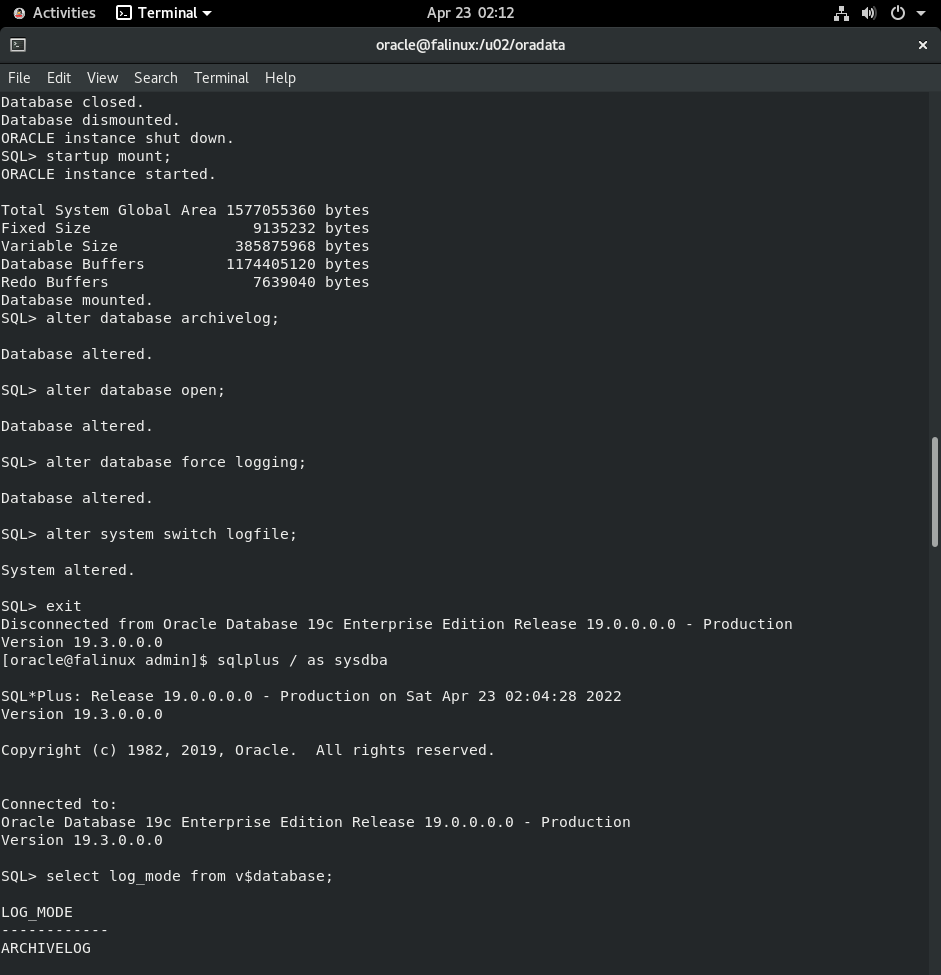 Activities Terminal Apr 23 02:12
oracle@falinux:/u02/oradata ×
File Edit View Search Terminal Help
Database closed.
Database dismounted.
ORACLE instance shut down.
SQL> startup mount;
ORACLE instance started.

Total System Global Area 1577055360 bytes
Fixed Size                  9135232 bytes
Variable Size             385875968 bytes
Database Buffers         1174405120 bytes
Redo Buffers                7639040 bytes
Database mounted.
SQL> alter database archivelog;

Database altered.

SQL> alter database open;

Database altered.

SQL> alter database force logging;

Database altered.

SQL> alter system switch logfile;

System altered.

SQL> exit
Disconnected from Oracle Database 19c Enterprise Edition Release 19.0.0.0.0 - Production
Version 19.3.0.0.0
[oracle@falinux admin]$ sqlplus / as sysdba

SQL*Plus: Release 19.0.0.0.0 - Production on Sat Apr 23 02:04:28 2022
Version 19.3.0.0.0

Copyright (c) 1982, 2019, Oracle.  All rights reserved.


Connected to:
Oracle Database 19c Enterprise Edition Release 19.0.0.0.0 - Production
Version 19.3.0.0.0

SQL> select log_mode from v$database;

LOG_MODE
------------
ARCHIVELOG